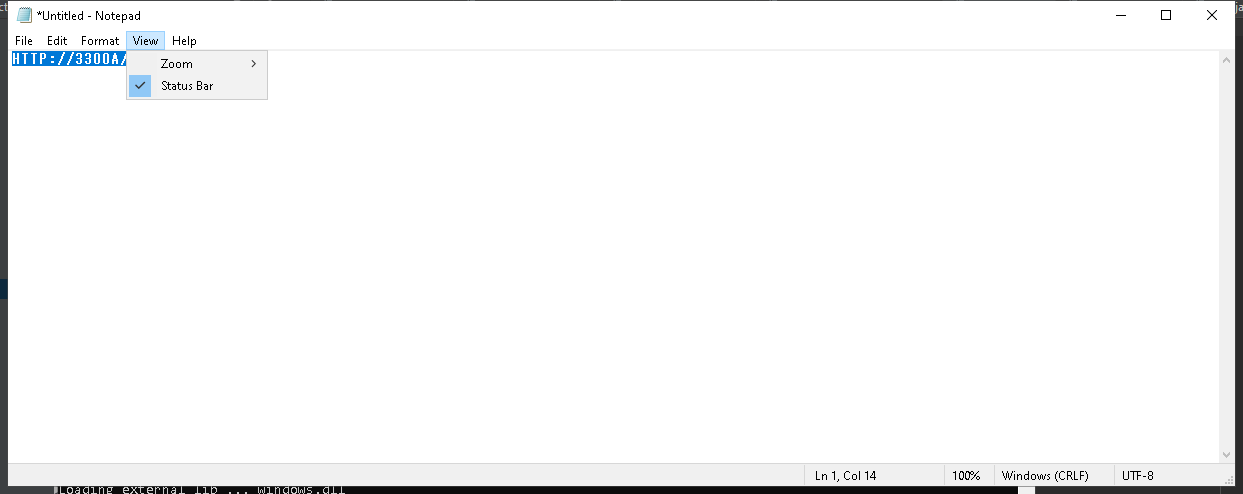 *Untitled - Notepad
File Edit Format View Help
HTTP://3300A/
Zoom
Status Bar
Ln 1, Col 14
100%
Windows (CRLF)
UTF-8
Loading external lib ... windows.dll